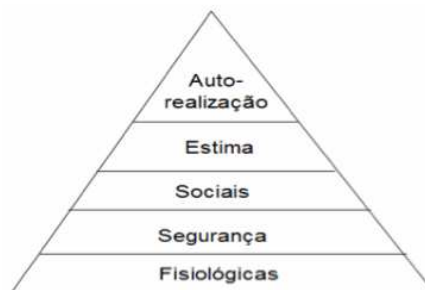 Auto-
realização
Estima
Sociais
Segurança
Fisiológicas